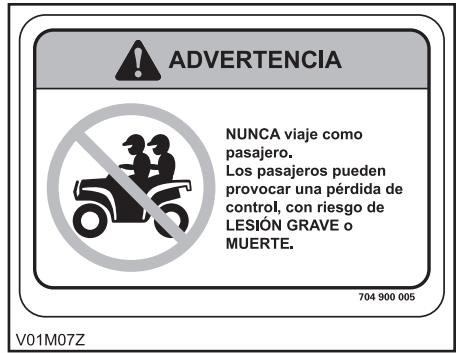 ADVERTENCIA
NUNCA viaje como
pasajero.
Los pasajeros pueden
provocar una pérdida de
control, con riesgo de
LESIÓN GRAVE o
MUERTE.
704 900 005
V01M07Z